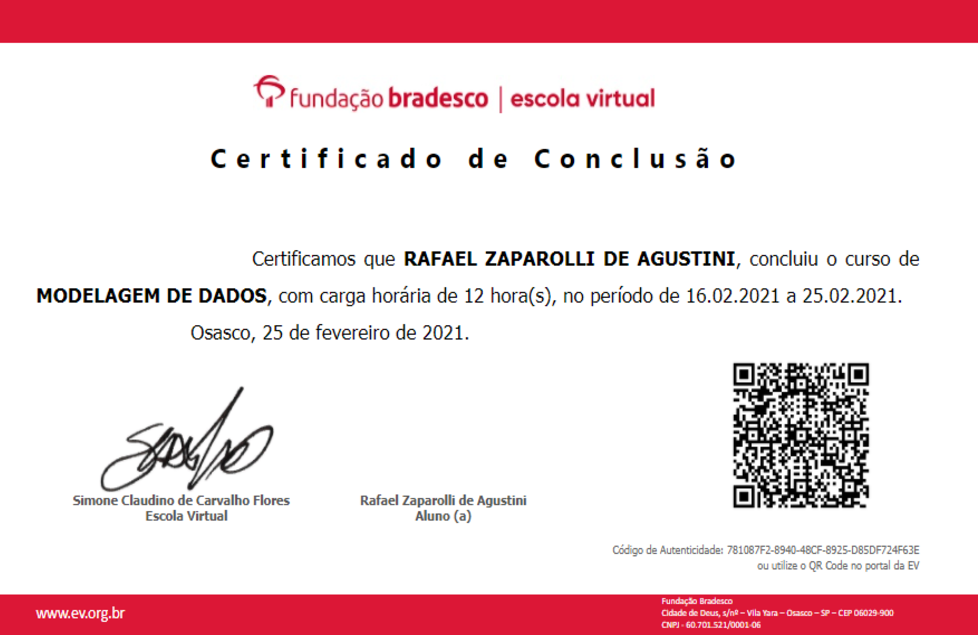 fundação bradesco | escola virtual
Certificado de Conclusão
Certificamos que RAFAEL ZAPAROLLI DE AGUSTINI, concluiu o curso de
MODELAGEM DE DADOS, com carga horária de 12 hora(s), no período de 16.02.2021 a 25.02.2021.
Osasco, 25 de fevereiro de 2021.
Simone Claudino de Carvalho Flores
Escola Virtual
Rafael Zaparolli de Agustini
Aluno (a)
Código de Autenticidade: 781087F2-8940-48CF-8925-D85DF724F63E
ou utilize o QR Code no portal da EV
www.ev.org.br
Fundação Bradesco
Cidade de Deus, s/nº – Vila Yara – Osasco – SP – CEP 06029-900
CNPJ - 60.701.521/0001-06